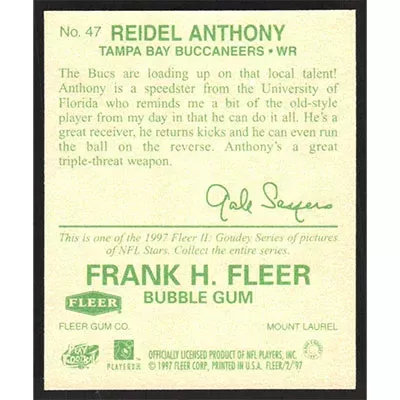 No. 47 REIDEL ANTHONY
TAMPA BAY BUCCANEERS • WR
The Bucs are loading up on that local talent!
Anthony is a speedster from the University of
Florida who reminds me a bit of the old-style
player from my day in that he can do it all. He's a
great receiver, he returns kicks and he can even run
the ball on the reverse. Anthony's a great
triple-threat weapon.
Gale Sayers
This is one of the 1997 Fleer II: Goudey Series of pictures
of NFL Stars. Collect the entire series.
FRANK H. FLEER
BUBBLE GUM
FLEER
FLEER GUM CO.
MOUNT LAUREL
PLAYERS
OFFICIALLY LICENSED PRODUCT OF NFL PLAYERS, INC.
© 1997 FLEER CORP., PRINTED IN U.S.A. FLEER/2/'97